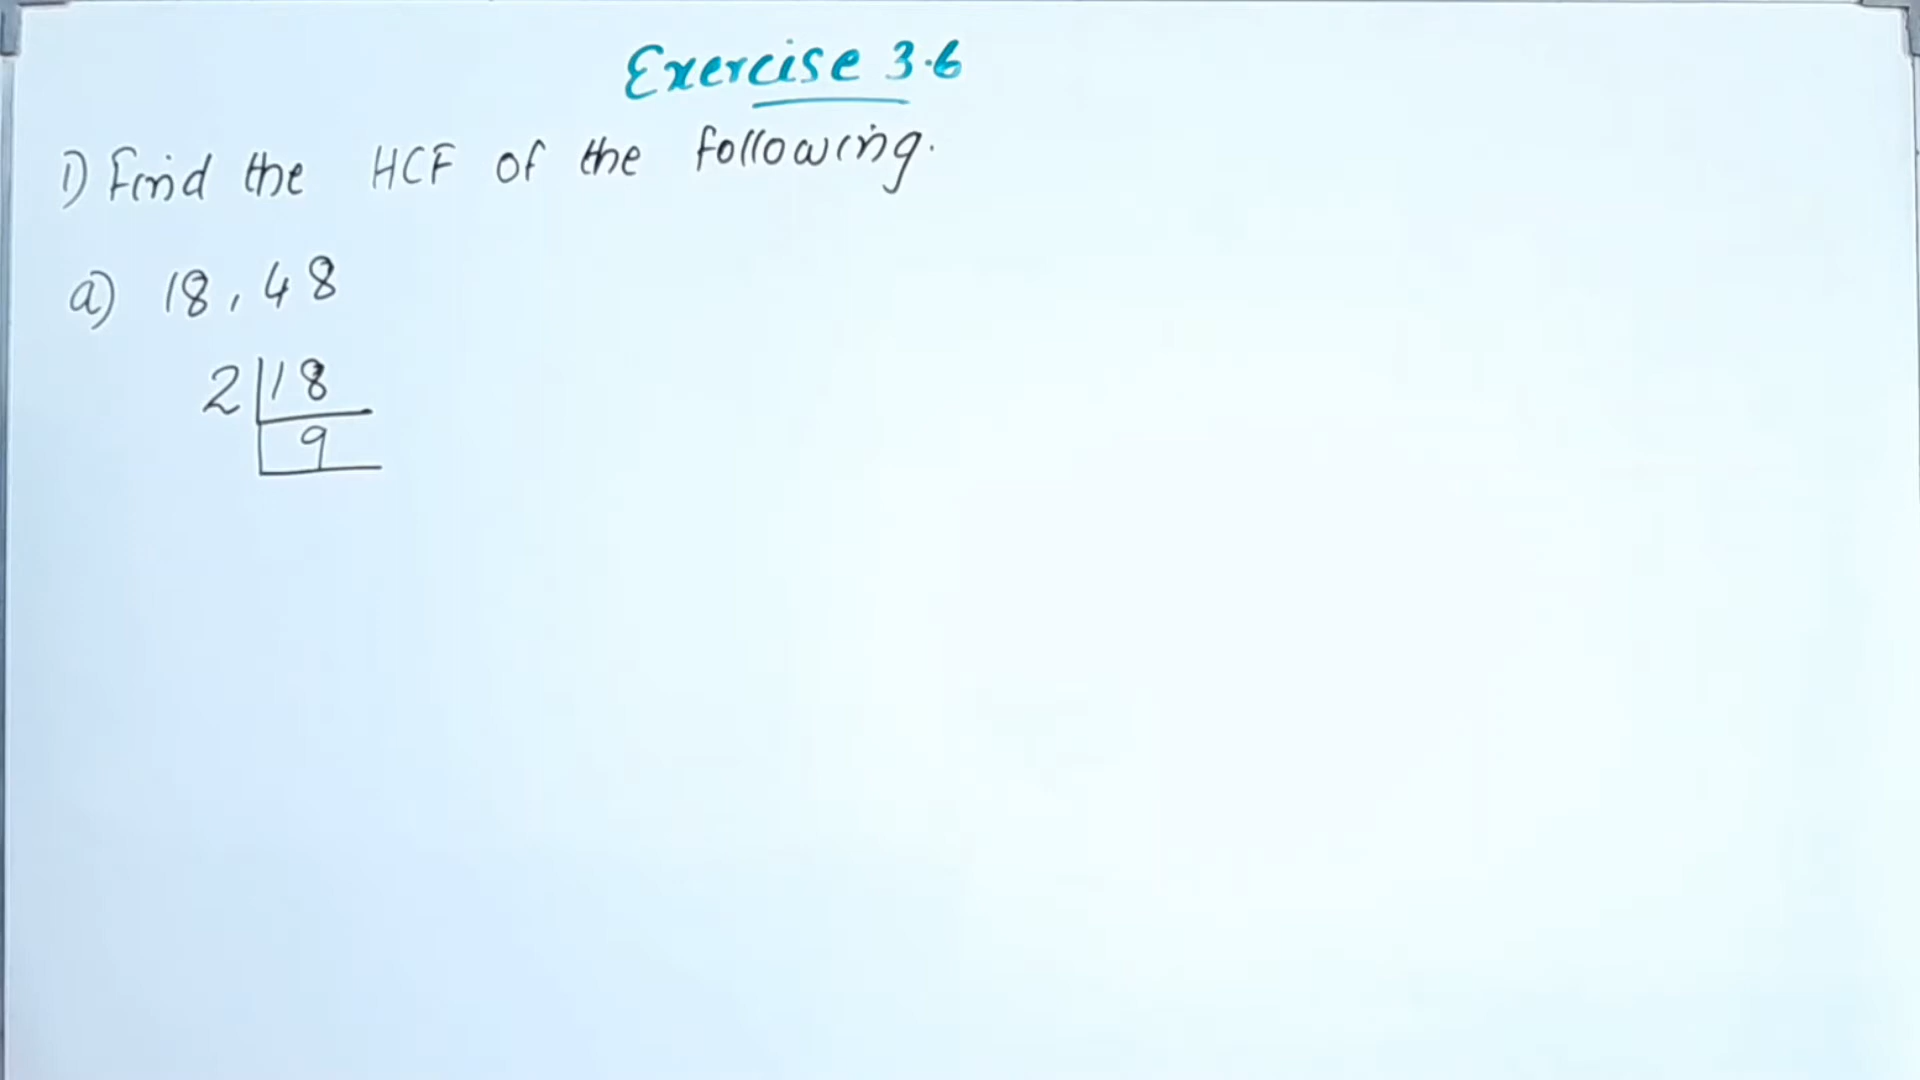 Exercise 3.6
1) Find the HCF of the following.
a) 18, 48
2 18
9